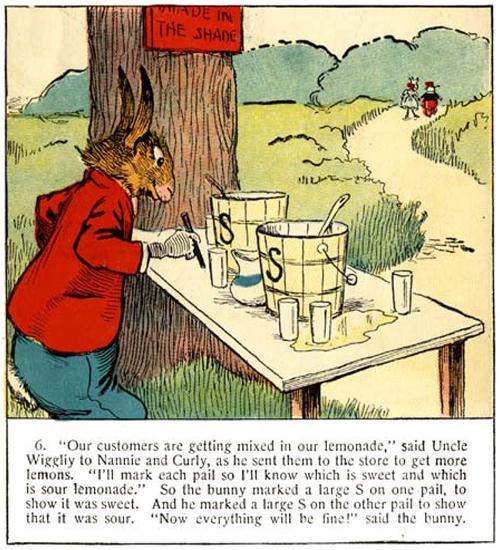 MADE IN
THE SHADE
S
S
6. "Our customers are getting mixed in our lemonade," said Uncle
Wiggliy to Nannie and Curly, as he sent them to the store to get more
lemons. "I'll mark each pail so I'll know which is sweet and which
is sour lemonade." So the bunny marked a large S on one pail, to
show it was sweet. And he marked a large S on the other pail to show
that it was sour. "Now everything will be fine!" said the bunny.